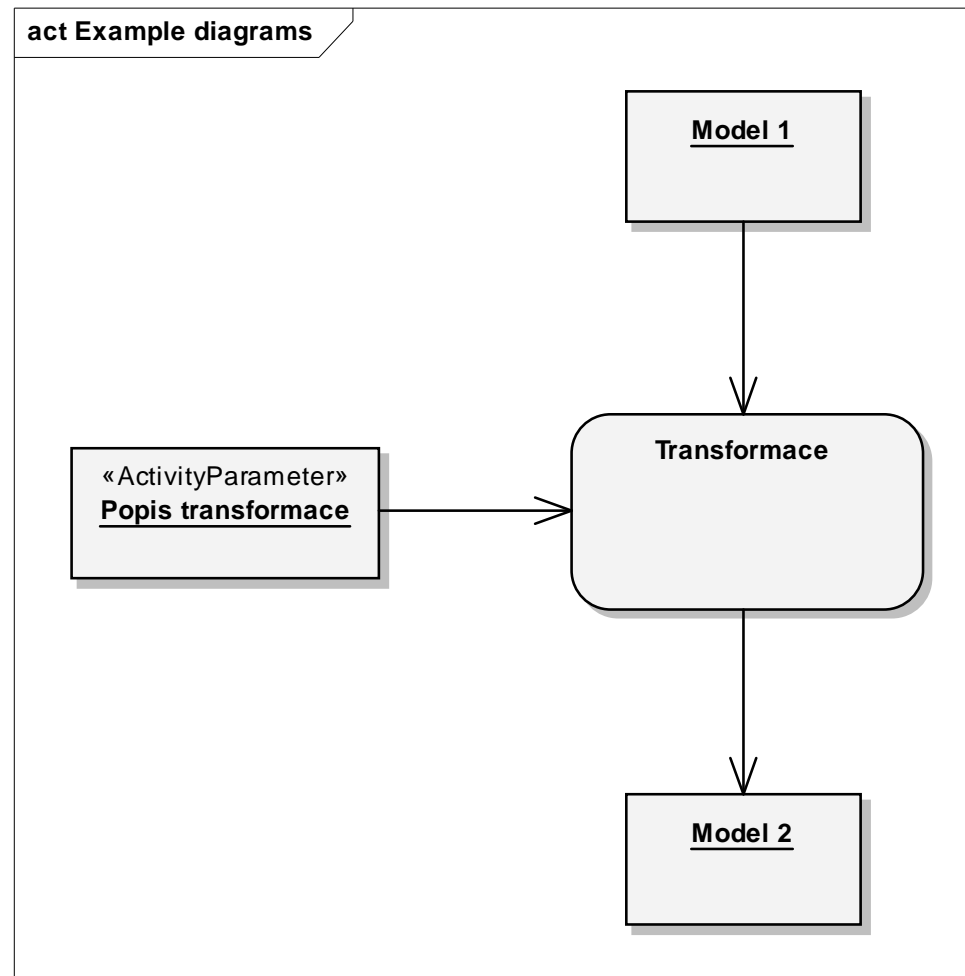 act Example diagrams
Model 1
Transformace
«ActivityParameter»
Popis transformace
Model 2